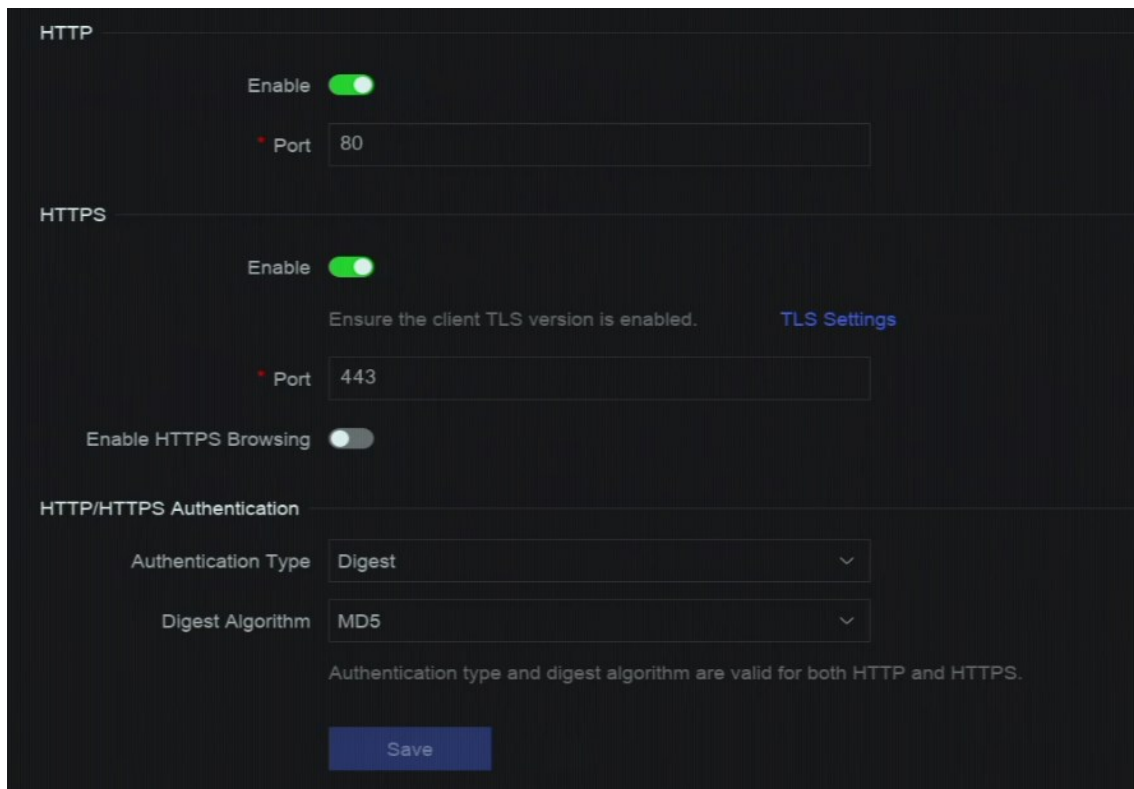 HTTP
Enable
* Port 80
HTTPS
Enable
Ensure the client TLS version is enabled. TLS Settings
* Port 443
Enable HTTPS Browsing
HTTP/HTTPS Authentication
Authentication Type Digest
Digest Algorithm MD5
Authentication type and digest algorithm are valid for both HTTP and HTTPS.
Save